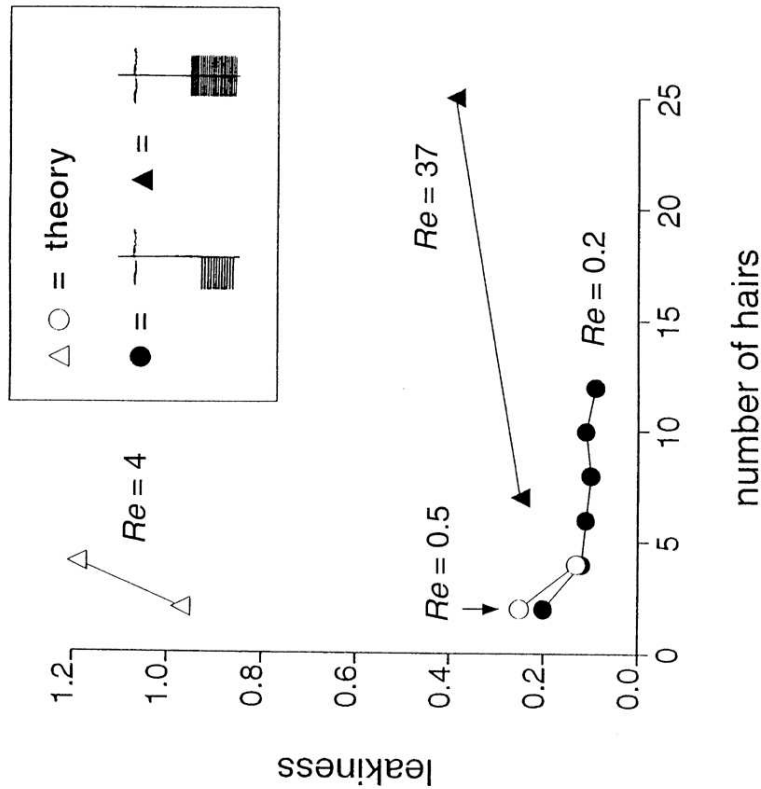 leakiness
1.2
1.0
0.8
0.6
0.4
0.2
0.0
= theory
= 
=
Re = 4
Re = 0.5
Re = 37
Re = 0.2
0 5 10 15 20 25
number of hairs